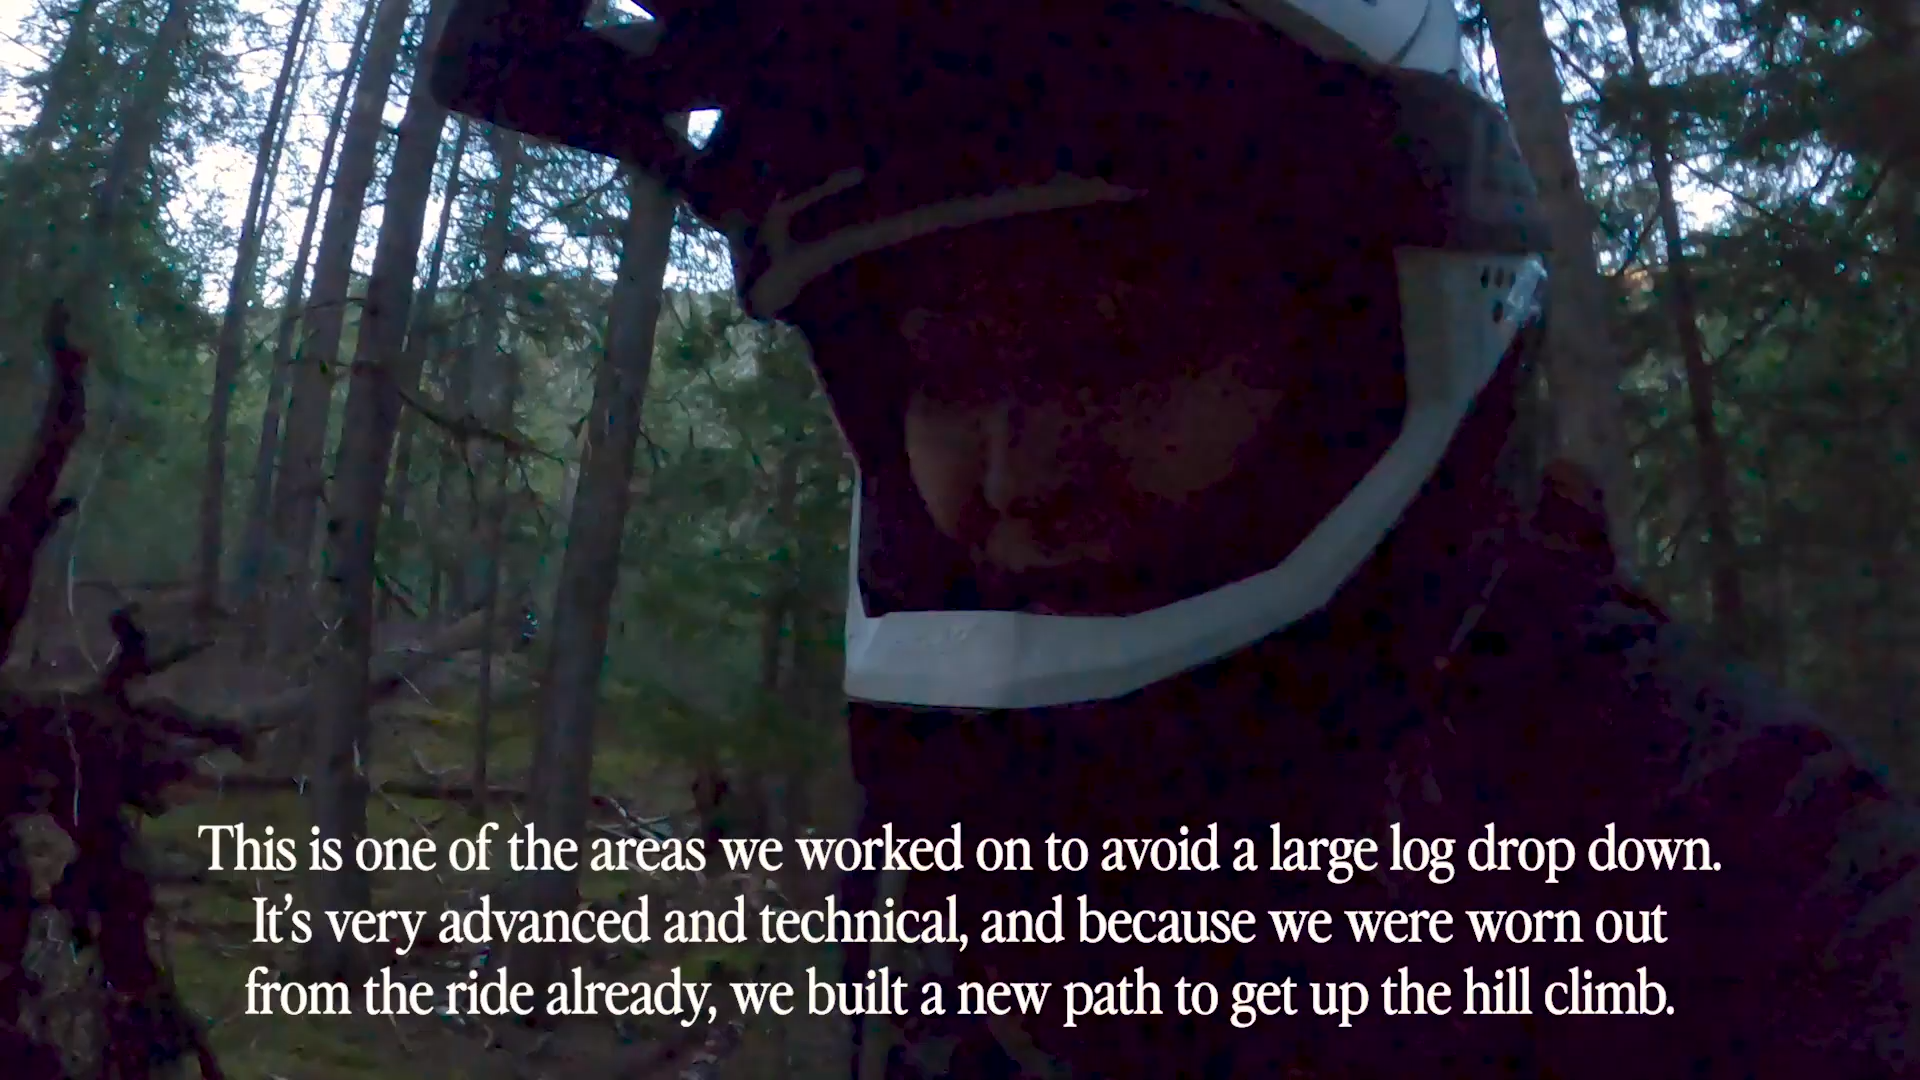 This is one of the areas we worked on to avoid a large log drop down.
It’s very advanced and technical, and because we were worn out
from the ride already, we built a new path to get up the hill climb.